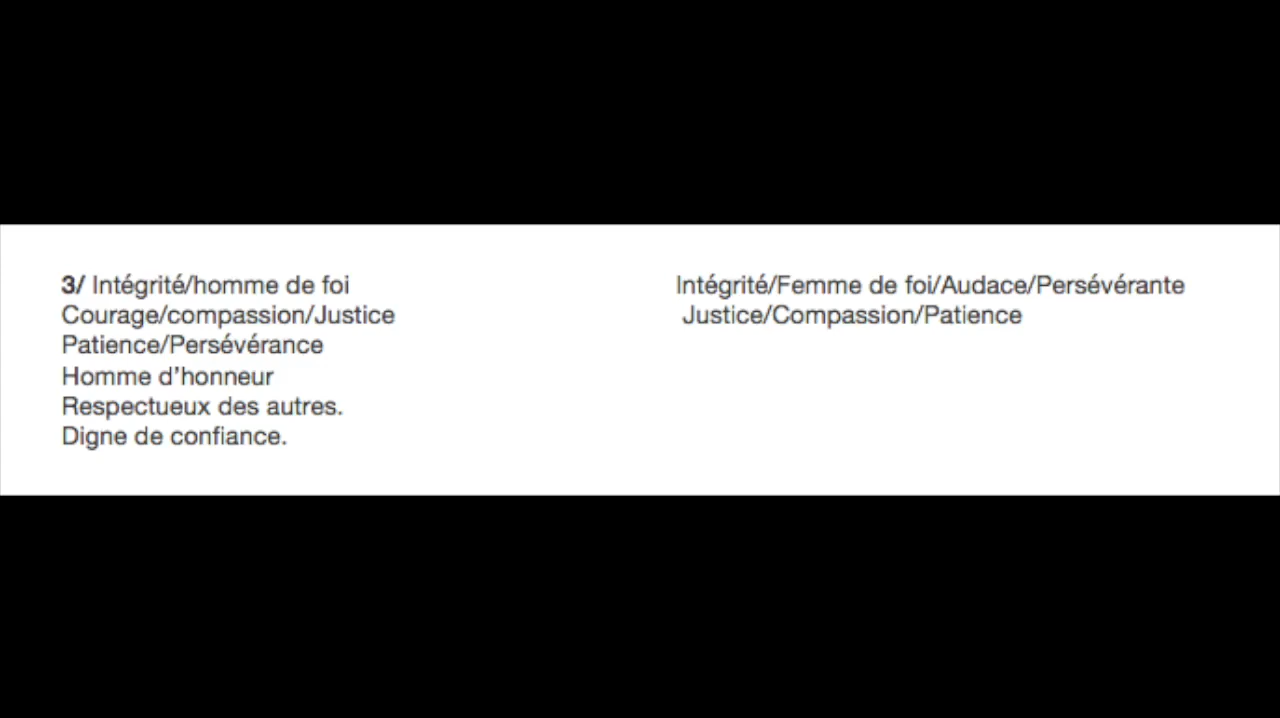 3/ Intégrité/homme de foi
Courage/compassion/Justice
Patience/Persévérance
Homme d’honneur
Respectueux des autres.
Digne de confiance.
Intégrité/Femme de foi/Audace/Persévérante
Justice/Compassion/Patience